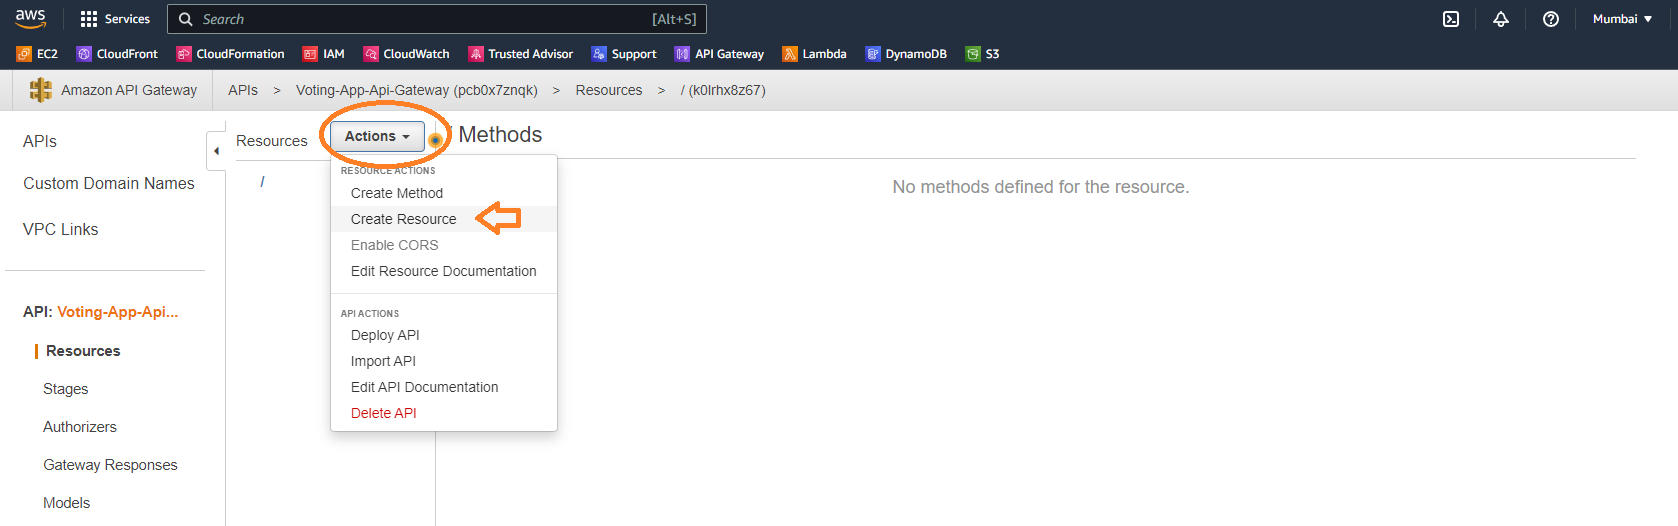 aws Services Search [Alt+S] Mumbai
EC2 CloudFront CloudFormation IAM CloudWatch Trusted Advisor Support API Gateway Lambda DynamoDB S3
Amazon API Gateway APIs > Voting-App-Api-Gateway (pcb0x7znqk) > Resources > / (k0lrhx8z67)
APIs
Custom Domain Names
VPC Links
API: Voting-App-Api...
Resources
Stages
Authorizers
Gateway Responses
Models
Resources
/
Actions
RESOURCE ACTIONS
Create Method
Create Resource
Enable CORS
Edit Resource Documentation
API ACTIONS
Deploy API
Import API
Edit API Documentation
Delete API
/ Methods
No methods defined for the resource.